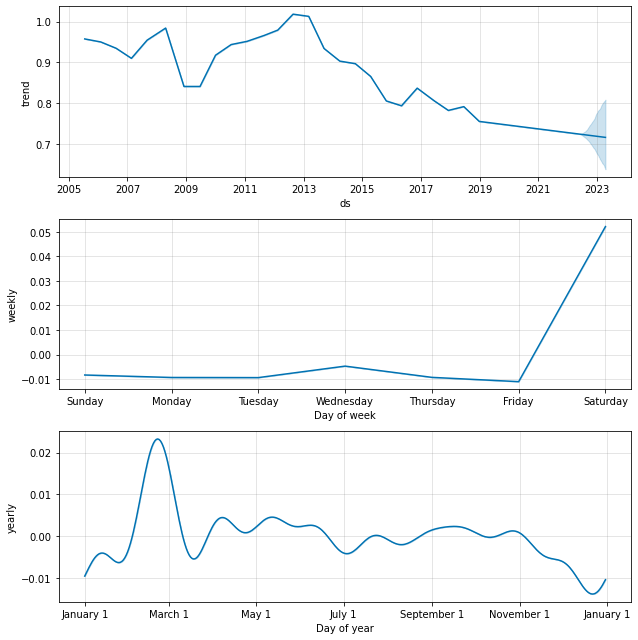 1.0
0.9
0.8
0.7
trend
2005 2007 2009 2011 2013 2015 2017 2019 2021 2023
ds
0.05
0.04
0.03
0.02
0.01
0.00
−0.01
weekly
Sunday Monday Tuesday Wednesday Thursday Friday Saturday
Day of week
0.02
0.01
0.00
−0.01
yearly
January 1 March 1 May 1 July 1 September 1 November 1 January 1
Day of year